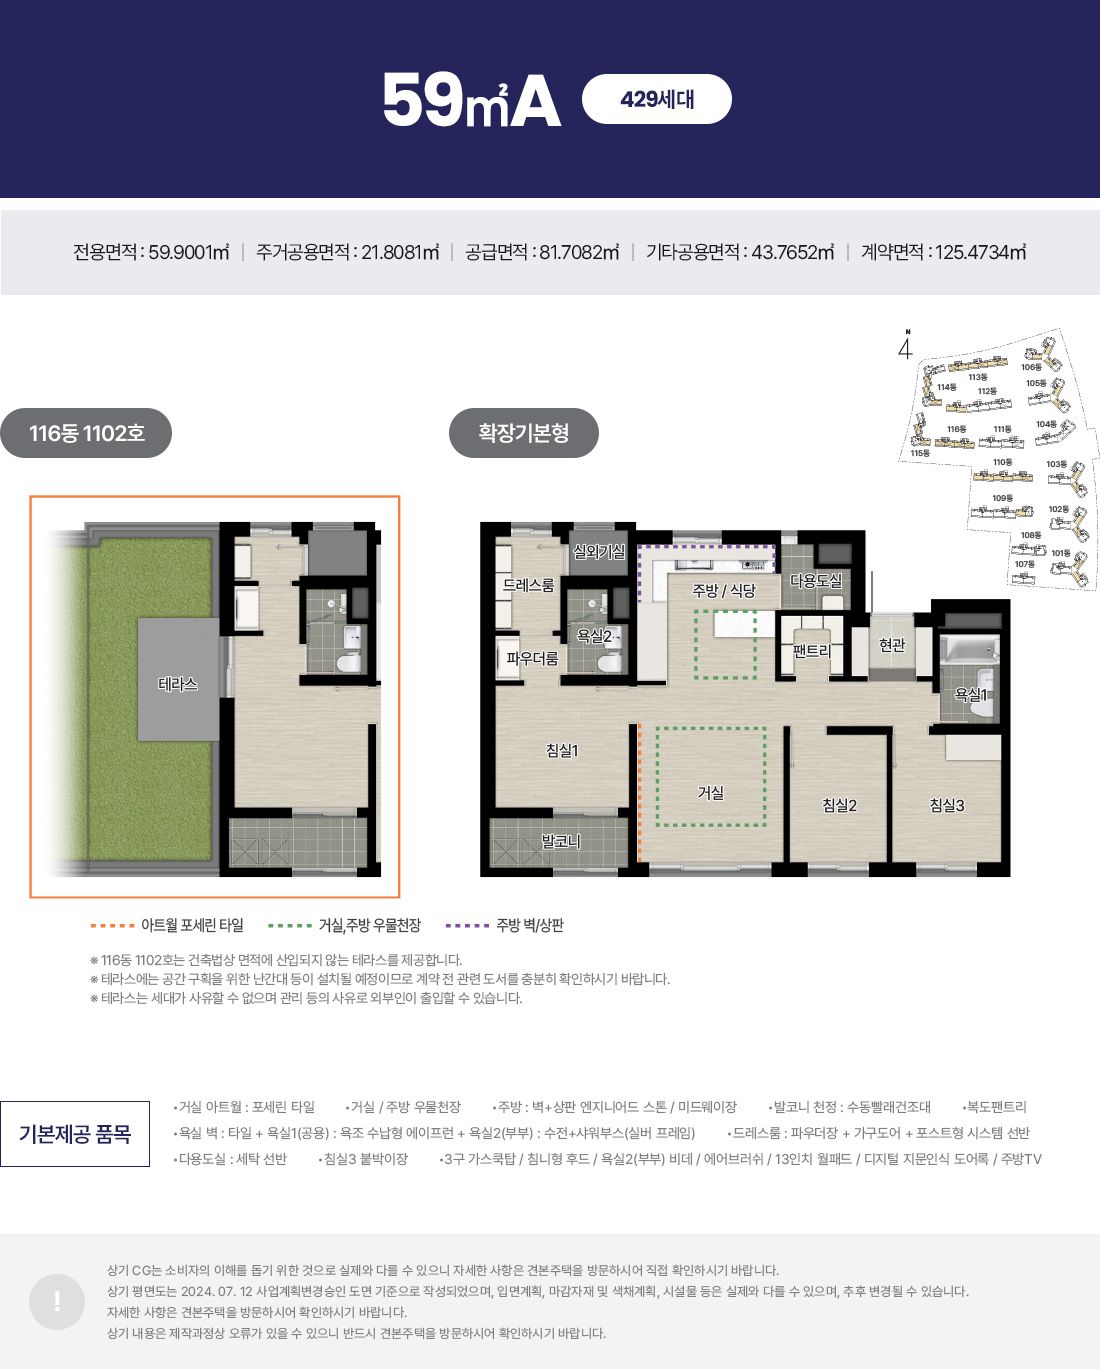 59㎡A 429세대
전용면적 : 59.9001㎡ | 주거공용면적 : 21.8081㎡ | 공급면적 : 81.7082㎡ | 기타공용면적 : 43.7652㎡ | 계약면적 : 125.4734㎡
N
106동
113동
105동
114동
112동
104동
116동
111동
115동
110동
103동
109동
102동
108동
101동
107동
116동 1102호
확장기본형
테라스
실외기실
드레스룸
다용도실
주방 / 식당
욕실2
현관
팬트리
파우더룸
욕실1
침실1
거실
침실2
침실3
발코니
아트월 포세린 타일
거실,주방 우물천장
주방 벽/상판
※ 116동 1102호는 건축법상 면적에 산입되지 않는 테라스를 제공합니다.
※ 테라스에는 공간 구획을 위한 난간대 등이 설치될 예정이므로 계약 전 관련 도서를 충분히 확인하시기 바랍니다.
※ 테라스는 세대가 사유할 수 없으며 관리 등의 사유로 외부인이 출입할 수 있습니다.
기본제공 품목
•거실 아트월 : 포세린 타일 •거실 / 주방 우물천장 •주방 : 벽+상판 엔지니어드 스톤 / 미드웨이장 •발코니 천정 : 수동빨래건조대 •복도팬트리
•욕실 벽 : 타일 + 욕실1(공용) : 욕조 수납형 에이프런 + 욕실2(부부) : 수전+샤워부스(실버 프레임) •드레스룸 : 파우더장 + 가구도어 + 포스트형 시스템 선반
•다용도실 : 세탁 선반 •침실3 붙박이장 •3구 가스쿡탑 / 침니형 후드 / 욕실2(부부) 비데 / 에어브러쉬 / 13인치 월패드 / 디지털 지문인식 도어록 / 주방TV
!
상기 CG는 소비자의 이해를 돕기 위한 것으로 실제와 다를 수 있으니 자세한 사항은 견본주택을 방문하시어 직접 확인하시기 바랍니다.
상기 평면도는 2024. 07. 12 사업계획변경승인 도면 기준으로 작성되었으며, 입면계획, 마감자재 및 색채계획, 시설물 등은 실제와 다를 수 있으며, 추후 변경될 수 있습니다.
자세한 사항은 견본주택을 방문하시어 확인하시기 바랍니다.
상기 내용은 제작과정상 오류가 있을 수 있으니 반드시 견본주택을 방문하시어 확인하시기 바랍니다.